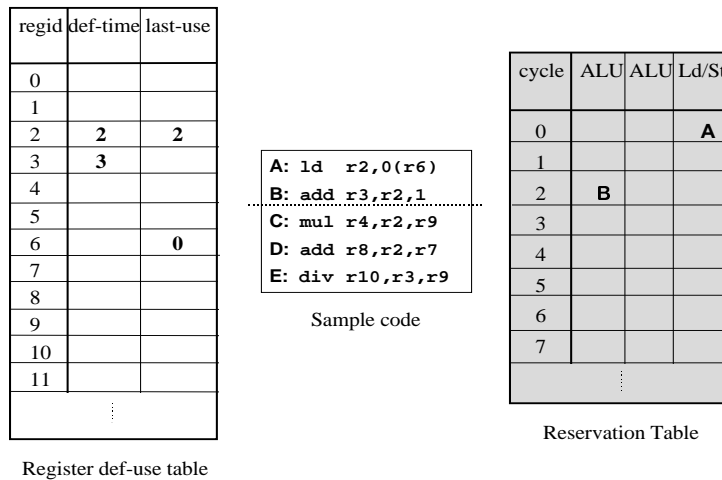 regid def-time last-use
0
1
2 2 2
3 3
4
5
6 0
7
8
9
10
11
Register def-use table
A: ld r2,0(r6)
B: add r3,r2,1
C: mul r4,r2,r9
D: add r8,r2,r7
E: div r10,r3,r9
Sample code
cycle ALU ALU Ld/St
0 A
1
2 B
3
4
5
6
7
Reservation Table